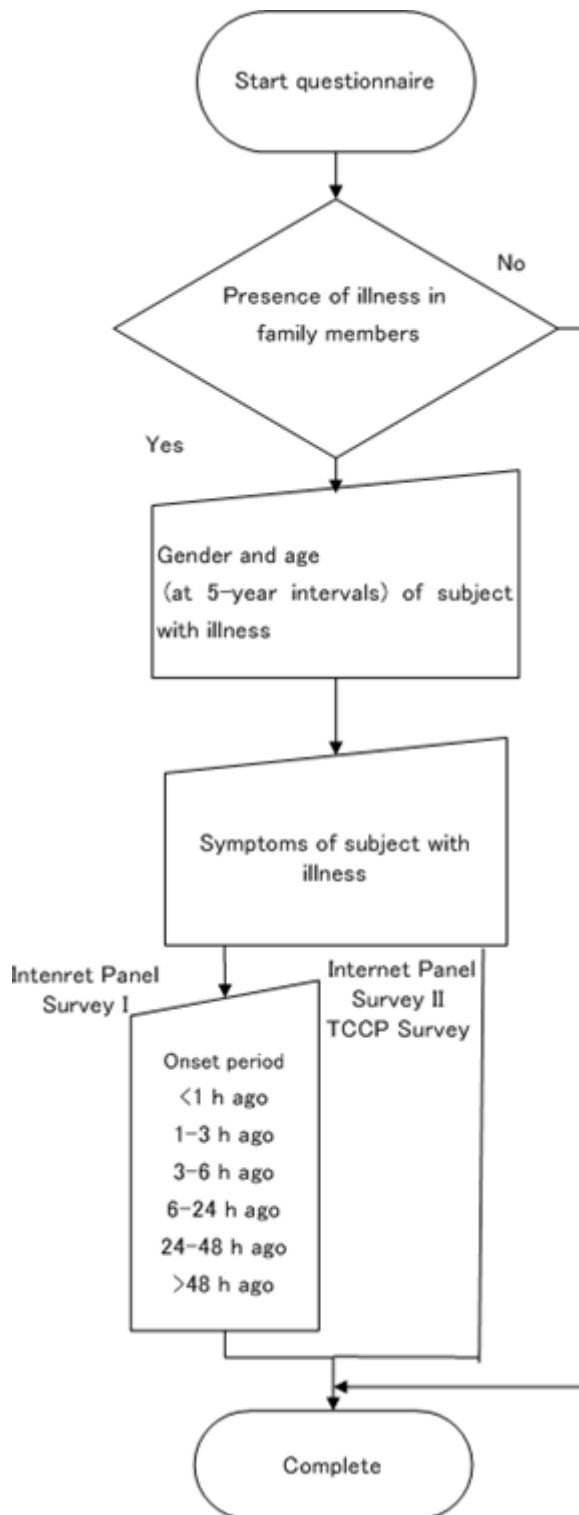 Start questionnaire
No
Presence of illness in
family members
Yes
Gender and age
(at 5-year intervals) of subject
with illness
Symptoms of subject with
illness
Intenret Panel
Survey I
Internet Panel
Survey II
TCCP Survey
Onset period
<1 h ago
1-3 h ago
3-6 h ago
6-24 h ago
24-48 h ago
>48 h ago
Complete